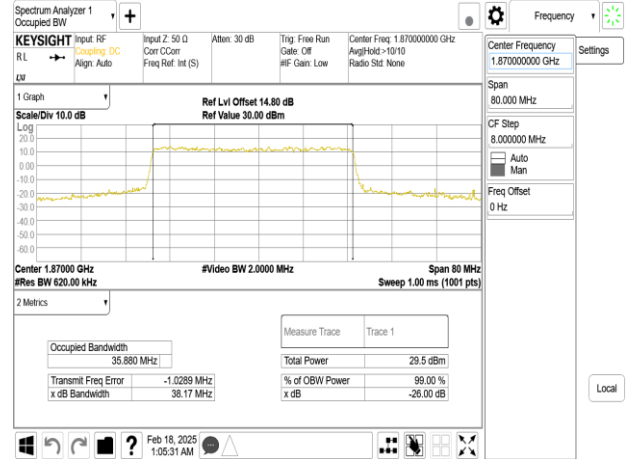 Spectrum Analyzer 1
Occupied BW
Frequency
KEYSIGHT
RL
Input: RF
Coupling: DC
Align: Auto
Input Z: 50 Ω
Corr CCorr
Freq Ref: Int (S)
Atten: 30 dB
Trig: Free Run
Gate: Off
#IF Gain: Low
Center Freq: 1.870000000 GHz
Avg|Hold:>10/10
Radio Std: None
Center Frequency
1.870000000 GHz
Settings
Span
80.000 MHz
CF Step
8.000000 MHz
Auto
Man
Freq Offset
0 Hz
1 Graph
Scale/Div 10.0 dB
Ref Lvl Offset 14.80 dB
Ref Value 30.00 dBm
Log
20.0
10.0
0.00
-10.0
-20.0
-30.0
-40.0
-50.0
-60.0
Center 1.87000 GHz
#Video BW 2.0000 MHz
Span 80 MHz
#Res BW 620.00 kHz
Sweep 1.00 ms (1001 pts)
2 Metrics
Measure Trace
Trace 1
Occupied Bandwidth
35.880 MHz
Total Power
29.5 dBm
Transmit Freq Error
-1.0289 MHz
% of OBW Power
99.00 %
x dB Bandwidth
38.17 MHz
x dB
-26.00 dB
Local
?
Feb 18, 2025
1:05:31 AM